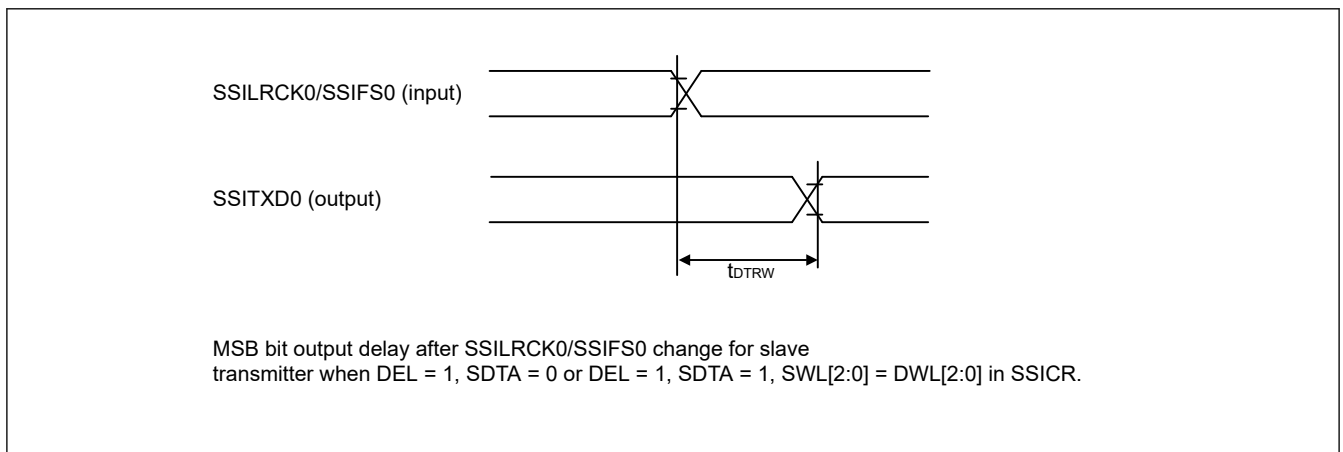 SSILRCK0/SSIFS0 (input)
SSITXD0 (output)
tDTRW
MSB bit output delay after SSILRCK0/SSIFS0 change for slave
transmitter when DEL = 1, SDTA = 0 or DEL = 1, SDTA = 1, SWL[2:0] = DWL[2:0] in SSICR.